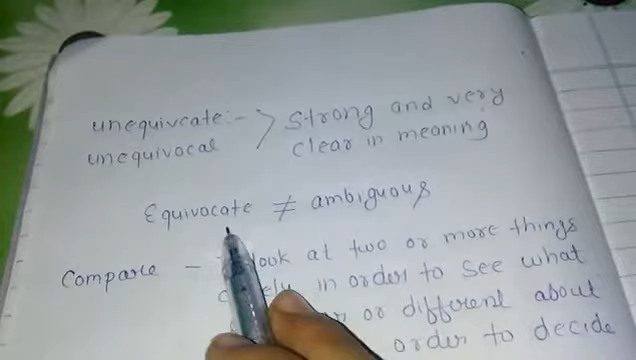 unequivcate:- > Strong and very
unequivocal clear in meaning
Equivocate ≠ ambiguous
Compare - look at two or more things
in order to see what
or different about
order to decide